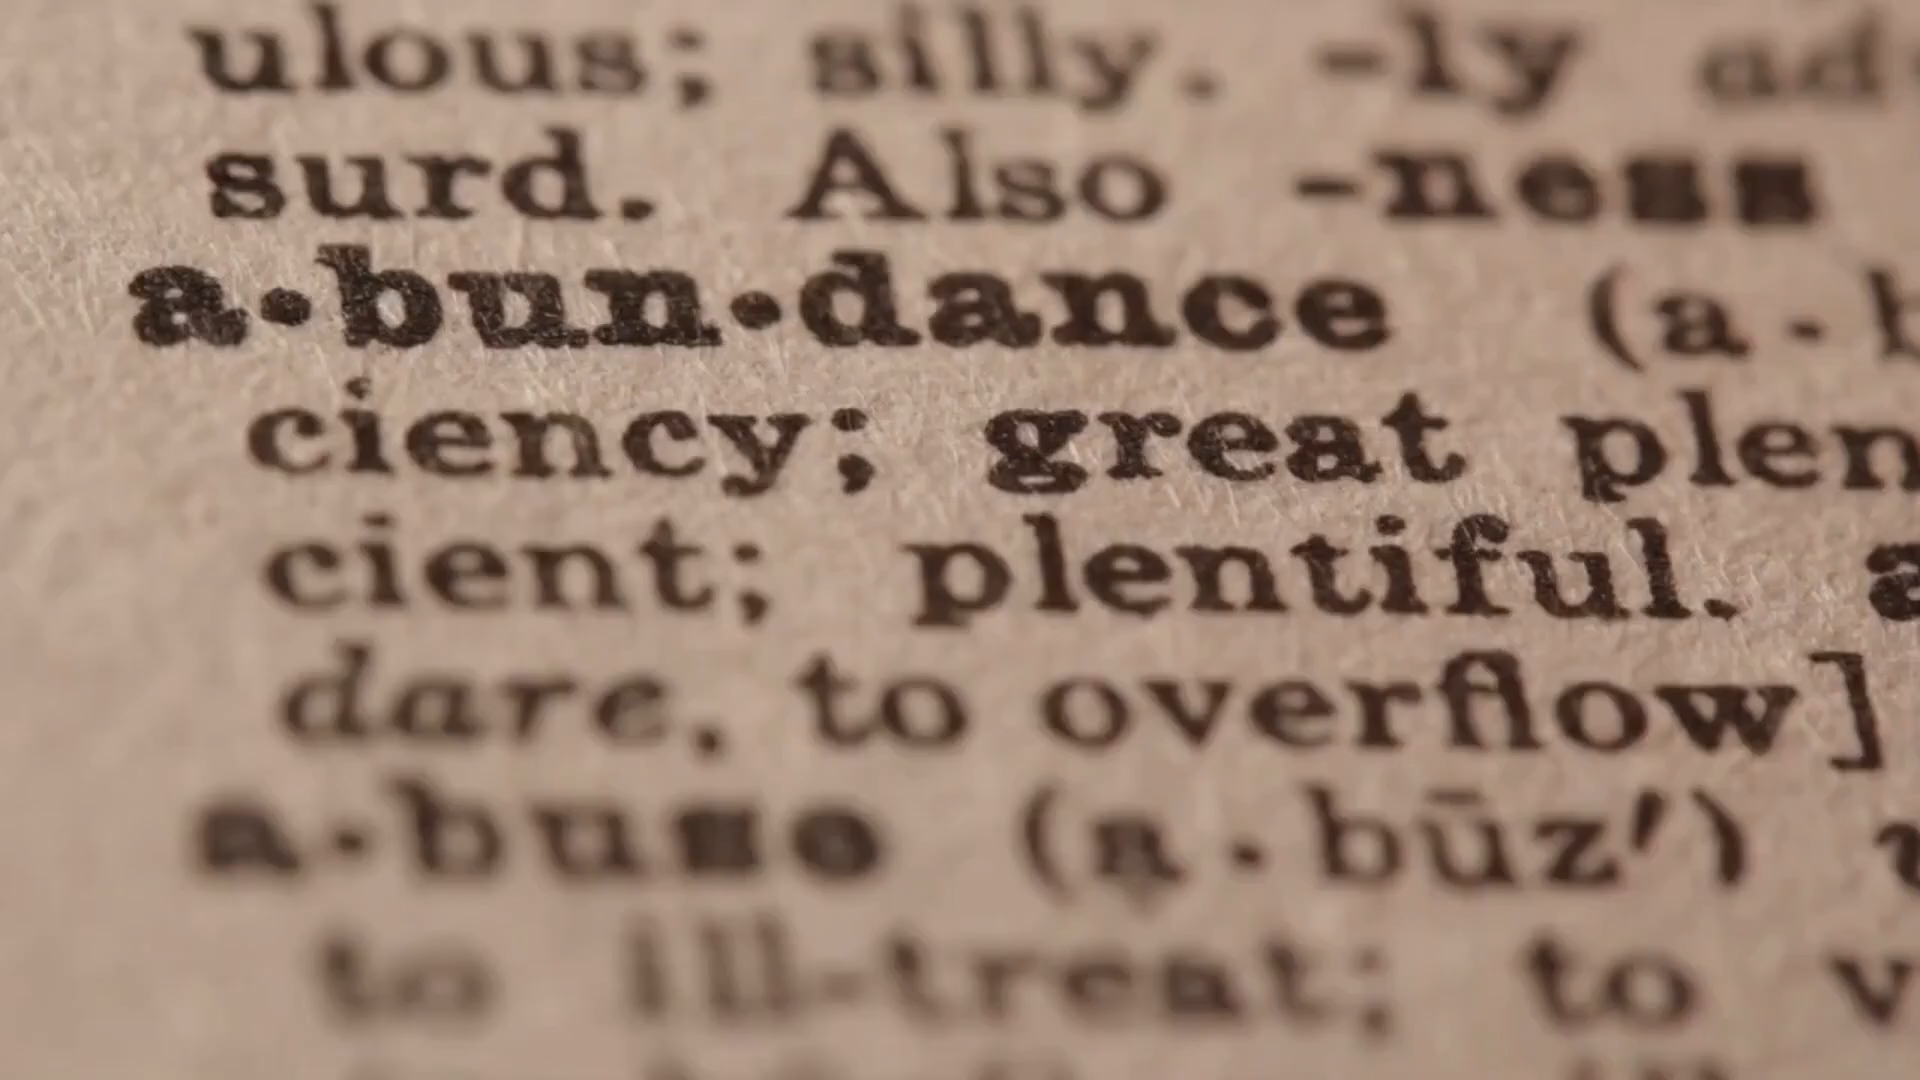 ulous; silly. -ly ad
surd. Also -ness
a·bun·dance (a·b
ciency; great plen
cient; plentiful. a
dare, to overflow]
a·buse (a·būz′) v
to ill-treat; to v